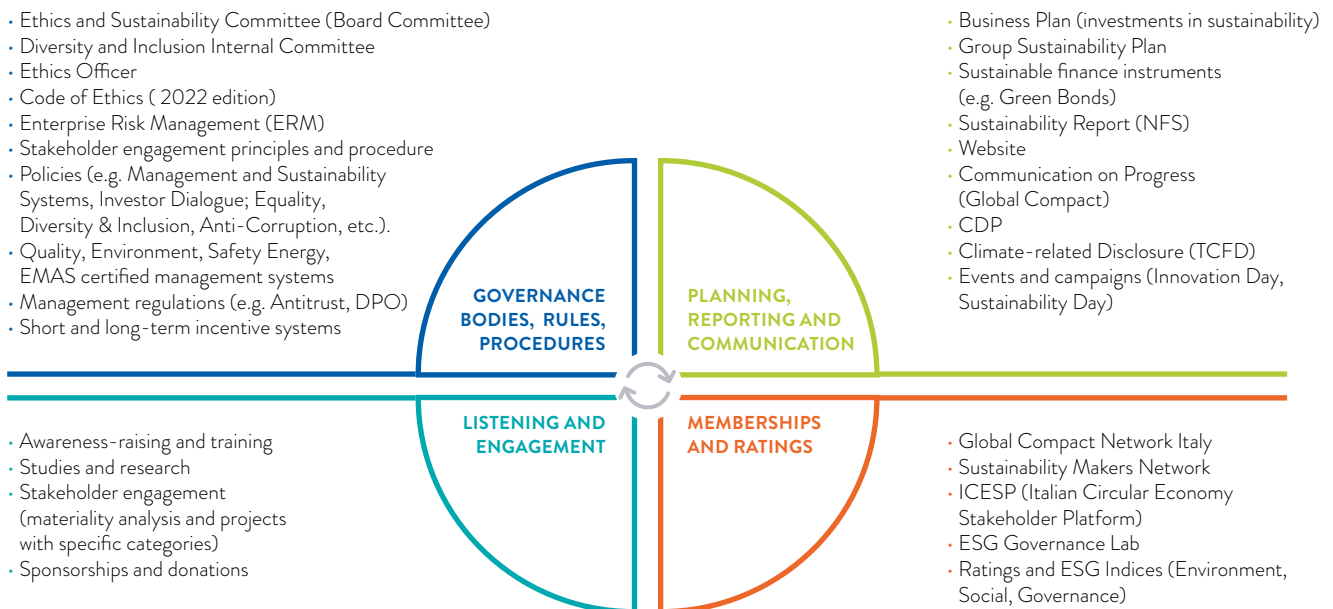 · Ethics and Sustainability Committee (Board Committee)
· Diversity and Inclusion Internal Committee
· Ethics Officer
· Code of Ethics ( 2022 edition)
· Enterprise Risk Management (ERM)
· Stakeholder engagement principles and procedure
· Policies (e.g. Management and Sustainability
Systems, Investor Dialogue; Equality,
Diversity & Inclusion, Anti-Corruption, etc.).
· Quality, Environment, Safety Energy,
EMAS certified management systems
· Management regulations (e.g. Antitrust, DPO)
· Short and long-term incentive systems
GOVERNANCE
BODIES, RULES,
PROCEDURES
· Business Plan (investments in sustainability)
· Group Sustainability Plan
· Sustainable finance instruments
(e.g. Green Bonds)
· Sustainability Report (NFS)
· Website
· Communication on Progress
(Global Compact)
· CDP
· Climate-related Disclosure (TCFD)
· Events and campaigns (Innovation Day,
Sustainability Day)
PLANNING,
REPORTING AND
COMMUNICATION
LISTENING AND
ENGAGEMENT
· Awareness-raising and training
· Studies and research
· Stakeholder engagement
(materiality analysis and projects
with specific categories)
· Sponsorships and donations
MEMBERSHIPS
AND RATINGS
· Global Compact Network Italy
· Sustainability Makers Network
· ICESP (Italian Circular Economy
Stakeholder Platform)
· ESG Governance Lab
· Ratings and ESG Indices (Environment,
Social, Governance)